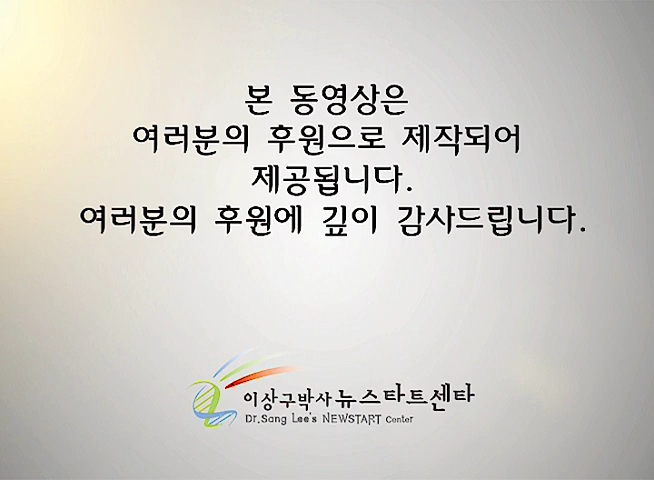 본 동영상은
여러분의 후원으로 제작되어
제공됩니다.
여러분의 후원에 깊이 감사드립니다.
이상구박사뉴스타트센타
Dr.Sang Lee's NEWSTART Center